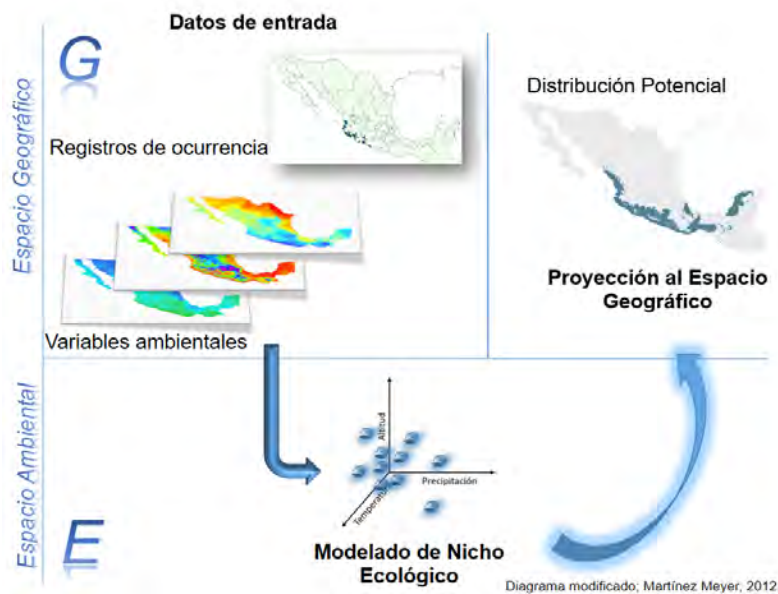 Datos de entrada
G
Espacio Geográfico
Registros de ocurrencia
Variables ambientales
Distribución Potencial
Proyección al Espacio
Geográfico
Espacio Ambiental
E
Altitud
Precipitación
Modelado de Nicho
Ecológico
Diagrama modificado; Martínez Meyer, 2012